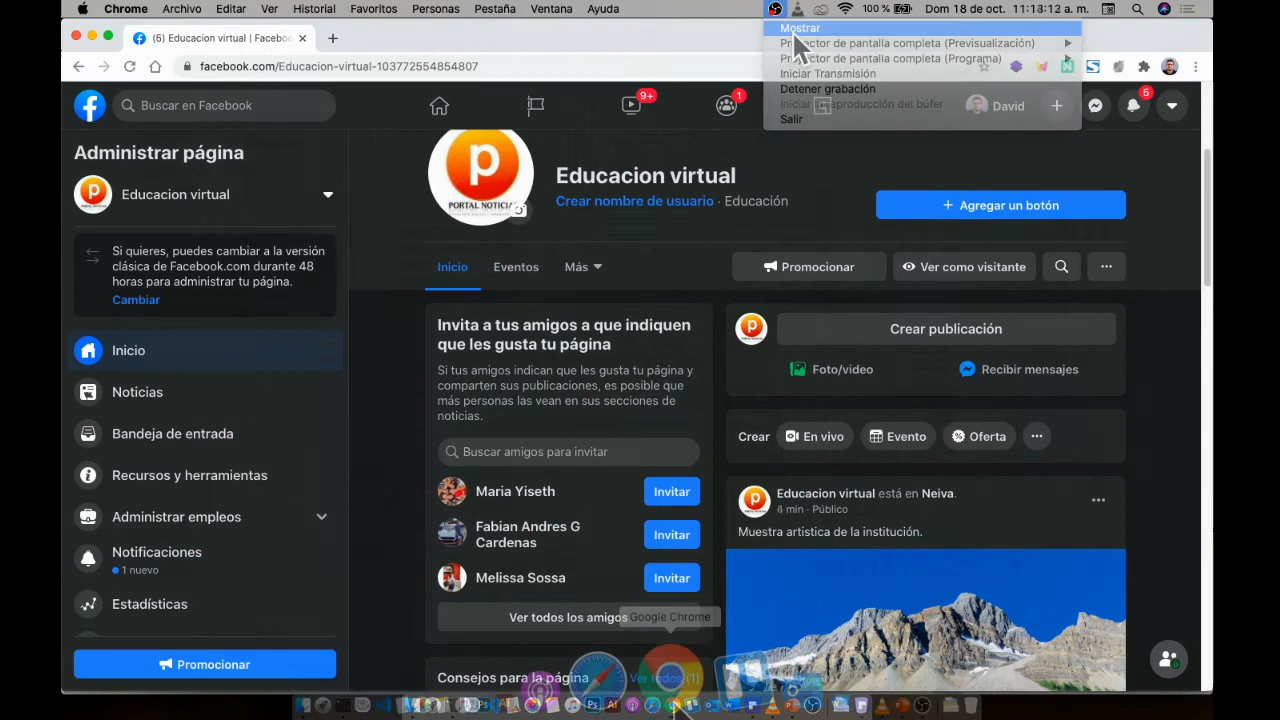 Chrome Archivo Editar Ver Historial Favoritos Personas Pestaña Ventana Ayuda
100 % Dom 18 de oct. 11:18:12 a. m.
Mostrar
de pantalla completa (Previsualización)
Proyector de pantalla completa (Programa)
Iniciar Transmisión
Detener grabación
Salir
(6) Educacion virtual | Faceboo
facebook.com/Educacion-virtual-103772554854807
Buscar en Facebook
9+
1
David
6
Administrar página
Educacion virtual
Si quieres, puedes cambiar a la versión
clásica de Facebook.com durante 48
horas para administrar tu página.
Cambiar
Inicio
Noticias
Bandeja de entrada
Recursos y herramientas
Administrar empleos
Notificaciones
1 nuevo
Estadísticas
Promocionar
p
PORTAL NOTICIAS
Educacion virtual
Crear nombre de usuario · Educación
+ Agregar un botón
Inicio Eventos Más
Promocionar
Ver como visitante
Invita a tus amigos a que indiquen
que les gusta tu página
Si tus amigos indican que les gusta tu página y
comparten sus publicaciones, es posible que
más personas las vean en sus secciones de
noticias.
Buscar amigos para invitar
Maria Yiseth Invitar
Fabian Andres G
Cardenas
Invitar
Melissa Sossa Invitar
Ver todos los amigos
Google Chrome
Consejos para la página
Ver todos (1)
Crear publicación
Foto/video
Recibir mensajes
Crear En vivo Evento Oferta
Educacion virtual está en Neiva.
6 min · Público
Muestra artistica de la institución.